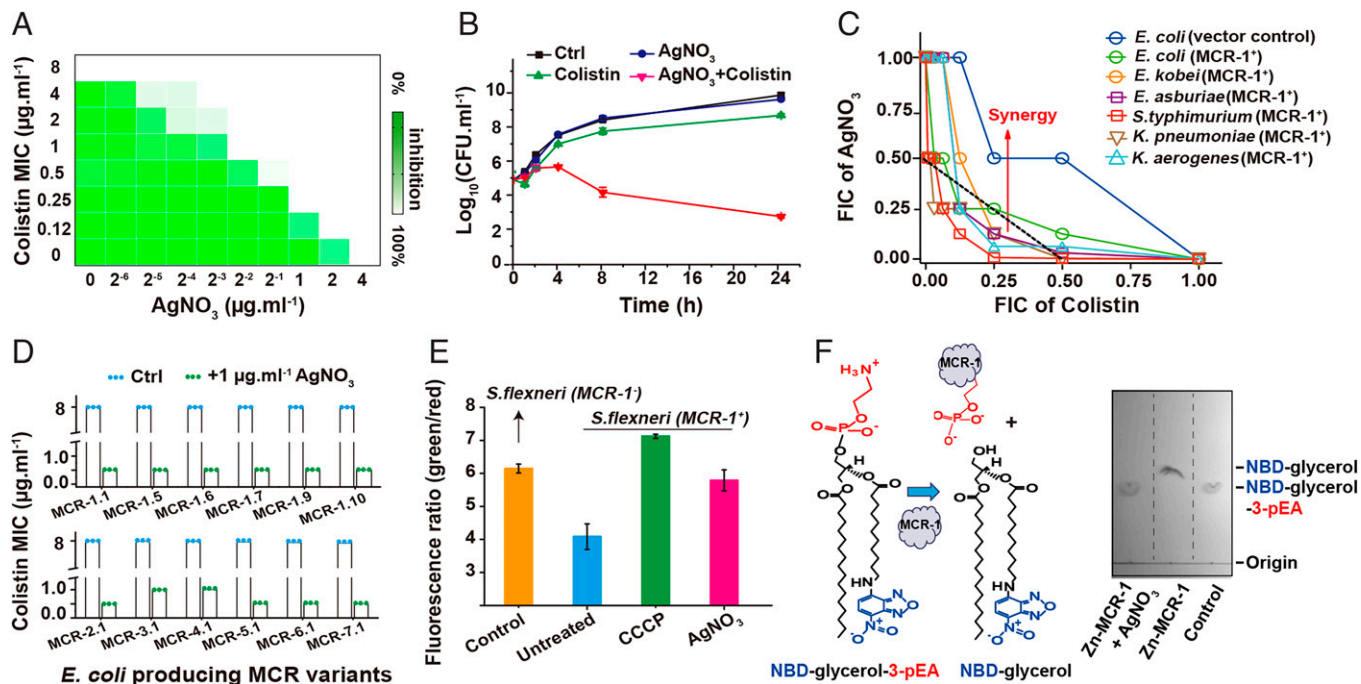 A
Colistin MIC (µg.ml⁻¹)
8
4
2
1
0.5
0.25
0.12
0
0 2⁻⁶ 2⁻⁵ 2⁻⁴ 2⁻³ 2⁻² 2⁻¹ 1 2 4
AgNO₃ (µg.ml⁻¹)
0%
inhibition
100%
B
Ctrl
AgNO₃
Colistin
AgNO₃+Colistin
Log₁₀(CFU.ml⁻¹)
10
8
6
4
2
0
0 4 8 12 16 20 24
Time (h)
C
FIC of AgNO₃
1.00
0.50
0.25
0.00
0.00 0.25 0.50 0.75 1.00
FIC of Colistin
Synergy
E. coli (vector control)
E. coli (MCR-1⁺)
E. kobei (MCR-1⁺)
E. asburiae (MCR-1⁺)
S.typhimurium (MCR-1⁺)
K. pneumoniae (MCR-1⁺)
K. aerogenes (MCR-1⁺)
D
Ctrl
+1 µg.ml⁻¹ AgNO₃
Colistin MIC (µg.ml⁻¹)
8
1.0
0.0
MCR-1.1 MCR-1.5 MCR-1.6 MCR-1.7 MCR-1.9 MCR-1.10
8
1.0
0.0
MCR-2.1 MCR-3.1 MCR-4.1 MCR-5.1 MCR-6.1 MCR-7.1
E. coli producing MCR variants
E
Fluorescence ratio (green/red)
S.flexneri (MCR-1⁻)
S.flexneri (MCR-1⁺)
7
6
5
4
3
2
Control Untreated CCCP AgNO₃
F
H₃N⁺
O
O=P-O⁻
O
O
H
O
O
O
HN
N
O
N
N⁺
⁻O
O
NBD-glycerol-3-pEA
MCR-1
MCR-1
O
O=P-O⁻
O⁻
+
OH
H
O
O
O
O
HN
N
O
N
N⁺
⁻O
O
NBD-glycerol
NBD-glycerol
NBD-glycerol
-3-pEA
Origin
Zn-MCR-1
+ AgNO₃
Zn-MCR-1
Control